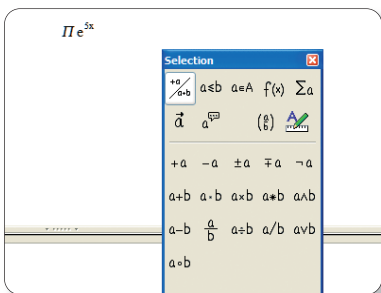 Π e^5x
Selection
+a/a∘b a≤b a∈A f(x) Σa
a⃗ a (a b)
+a −a ±a ∓a ¬a
a+b a·b a×b a∗b a∧b
a−b a/b a÷b a/b a∨b
a∘b